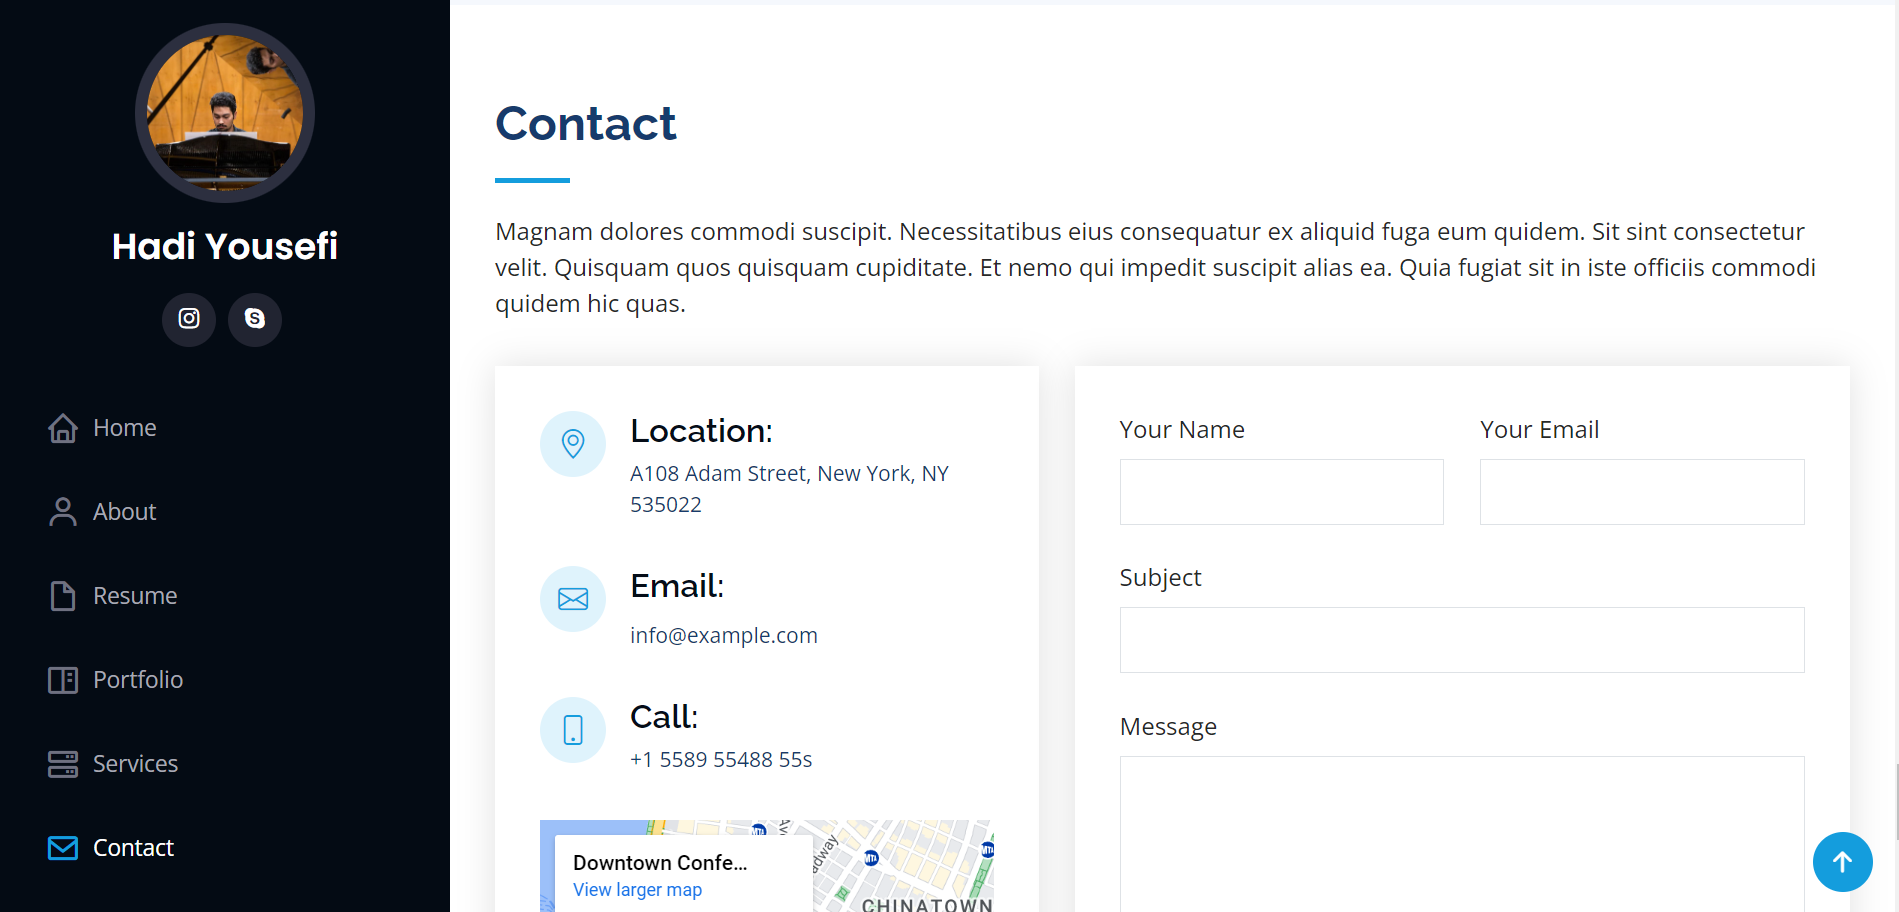 Hadi Yousefi
Home
About
Resume
Portfolio
Services
Contact
Contact
Magnam dolores commodi suscipit. Necessitatibus eius consequatur ex aliquid fuga eum quidem. Sit sint consectetur
velit. Quisquam quos quisquam cupiditate. Et nemo qui impedit suscipit alias ea. Quia fugiat sit in iste officiis commodi
quidem hic quas.
Location:
A108 Adam Street, New York, NY
535022
Email:
info@example.com
Call:
+1 5589 55488 55s
Downtown Confe...
View larger map
CHINATOWN
Your Name
Your Email
Subject
Message